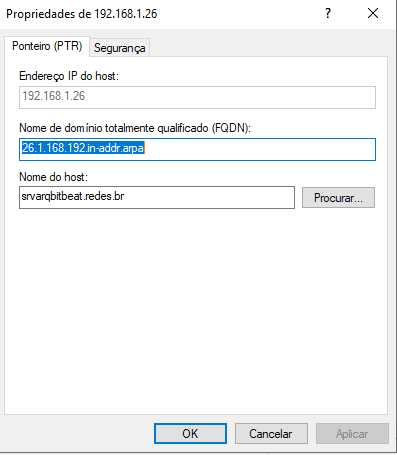 Propriedades de 192.168.1.26
Ponteiro (PTR) Segurança
Endereço IP do host:
192.168.1.26
Nome de domínio totalmente qualificado (FQDN):
26.1.168.192.in-addr.arpa
Nome do host:
srvarqbitbeat.redes.br
Procurar...
OK Cancelar Aplicar